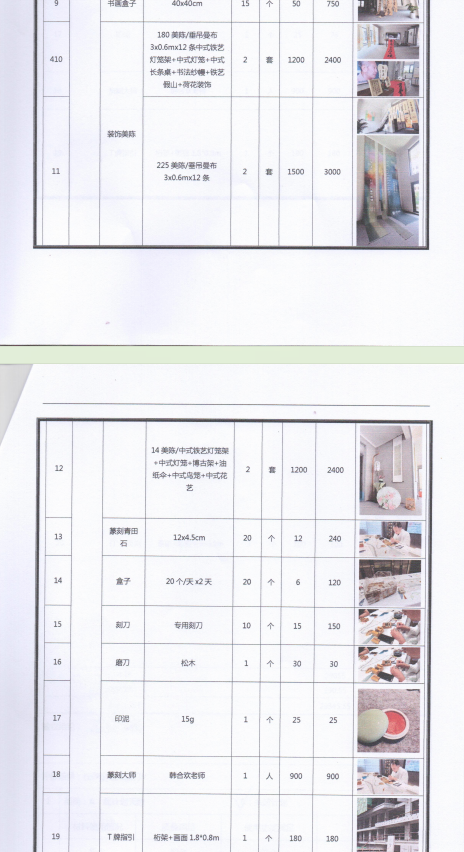 9 书画盒子 40x40cm 15 个 50 750
180 美陈/垂吊曼布
3x0.6mx12 条中式铁艺
410 灯笼架+中式灯笼+中式 2 套 1200 2400
长条桌+书法纱幔+铁艺
假山+荷花装饰
装饰美陈
225 美陈/垂吊曼布
11 2 套 1500 3000
3x0.6mx12 条
14 美陈/中式铁艺灯笼架
12 +中式灯笼+博古架+油 2 套 1200 2400
纸伞+中式鸟笼+中式花
艺
篆刻青田
13 12x4.5cm 20 个 12 240
石
14 盒子 20 个/天 x2 天 20 个 6 120
15 刻刀 专用刻刀 10 个 15 150
16 磨刀 松木 1 个 30 30
17 印泥 15g 1 个 25 25
18 篆刻大师 韩合欢老师 1 人 900 900
19 T 牌指引 桁架+画面 1.8*0.8m 1 个 180 180